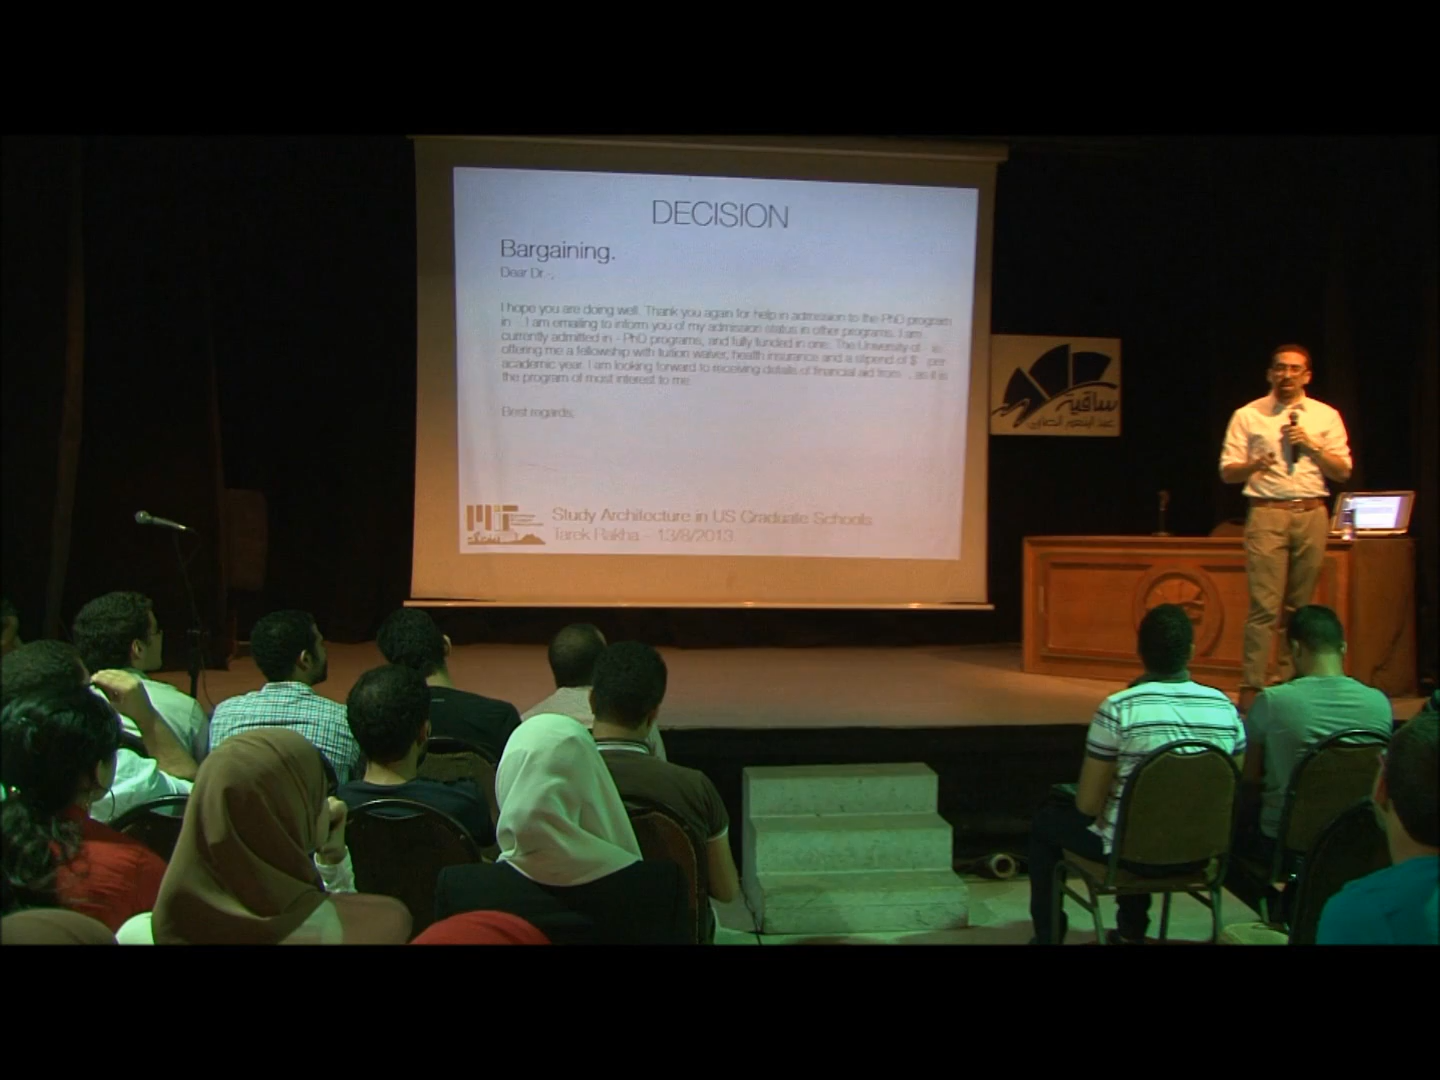 DECISION
Bargaining.
Dear Dr. -,
I hope you are doing well. Thank you again for help in admission to the PhD program
in - . I am emailing to inform you of my admission status in other programs. I am
currently admitted in - PhD programs, and fully funded in one. The University of - is
offering me a fellowship with tuition waiver, health insurance and a stipend of $ per
academic year. I am looking forward to receiving details of financial aid from , as it is
the program of most interest to me.
Best regards,
MIT
Study Architecture in US Graduate Schools
Tarek Rakha - 13/8/2013
ساقية
عبد المنعم الصاوي